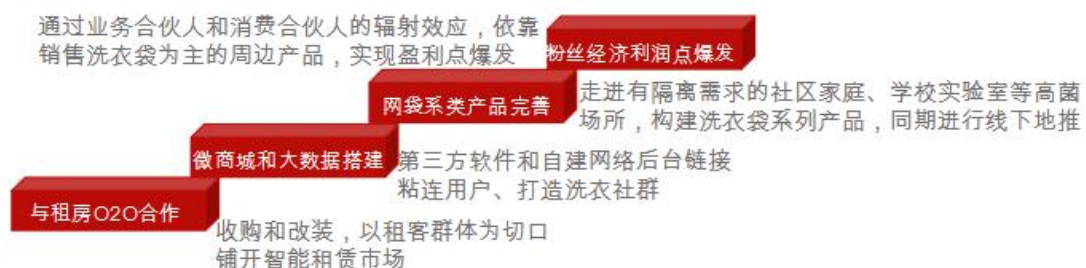 通过业务合伙人和消费合伙人的辐射效应，依靠
销售洗衣袋为主的周边产品，实现盈利点爆发
粉丝经济利润点爆发
网袋系类产品完善
走进有隔离需求的社区家庭、学校实验室等高菌
场所，构建洗衣袋系列产品，同期进行线下地推
微商城和大数据搭建
第三方软件和自建网络后台链接
粘连用户、打造洗衣社群
与租房O2O合作
收购和改装，以租客群体为切口
铺开智能租赁市场